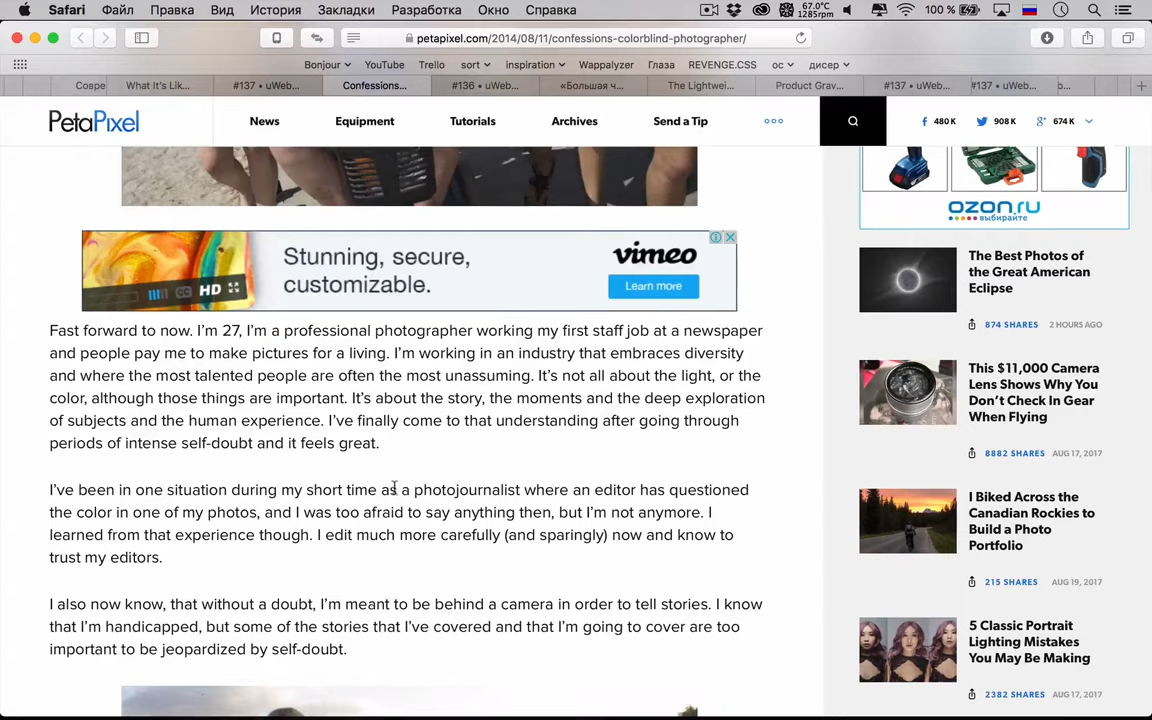 Safari Файл Правка Вид История Закладки Разработка Окно Справка 67.0°C 1285rpm 100 %
petapixel.com/2014/08/11/confessions-colorblind-photographer/
Bonjour YouTube Trello sort inspiration Wappalyzer Глаза REVENGE.CSS ос дисер
Совре What It's Lik... #137 • uWeb... Confessions... #136 • uWeb... «Большая ч... The Lightwei... Product Grav... #137 • uWeb... #137 • uWeb... b...
PetaPixel News Equipment Tutorials Archives Send a Tip 480 K 908 K 674 K
ozon.ru
выбирайте
Stunning, secure,
customizable.
vimeo
Learn more
CC HD
Fast forward to now. I'm 27, I'm a professional photographer working my first staff job at a newspaper
and people pay me to make pictures for a living. I'm working in an industry that embraces diversity
and where the most talented people are often the most unassuming. It's not all about the light, or the
color, although those things are important. It's about the story, the moments and the deep exploration
of subjects and the human experience. I've finally come to that understanding after going through
periods of intense self-doubt and it feels great.
I've been in one situation during my short time as a photojournalist where an editor has questioned
the color in one of my photos, and I was too afraid to say anything then, but I'm not anymore. I
learned from that experience though. I edit much more carefully (and sparingly) now and know to
trust my editors.
I also now know, that without a doubt, I'm meant to be behind a camera in order to tell stories. I know
that I'm handicapped, but some of the stories that I've covered and that I'm going to cover are too
important to be jeopardized by self-doubt.
The Best Photos of
the Great American
Eclipse
874 SHARES 2 HOURS AGO
This $11,000 Camera
Lens Shows Why You
Don't Check In Gear
When Flying
8882 SHARES AUG 17, 2017
I Biked Across the
Canadian Rockies to
Build a Photo
Portfolio
215 SHARES AUG 19, 2017
5 Classic Portrait
Lighting Mistakes
You May Be Making
2382 SHARES AUG 17, 2017